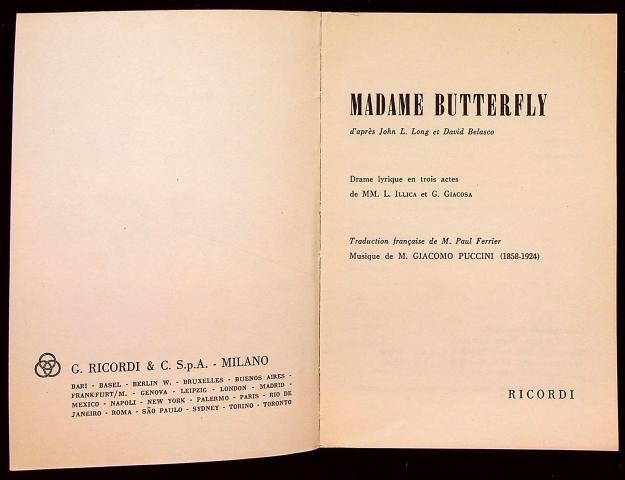 G. RICORDI & C. S.p.A. - MILANO
BARI - BASEL - BERLIN W. - BRUXELLES - BUENOS AIRES -
FRANKFURT/M. - GENOVA - LEIPZIG - LONDON - MADRID -
MEXICO - NAPOLI - NEW YORK - PALERMO - PARIS - RIO DE
JANEIRO - ROMA - SÃO PAULO - SYDNEY - TORINO - TORONTO
MADAME BUTTERFLY
d'après John L. Long et David Belasco
Drame lyrique en trois actes
de MM. L. ILLICA et G. GIACOSA
Traduction française de M. Paul Ferrier
Musique de M. GIACOMO PUCCINI (1858-1924)
RICORDI